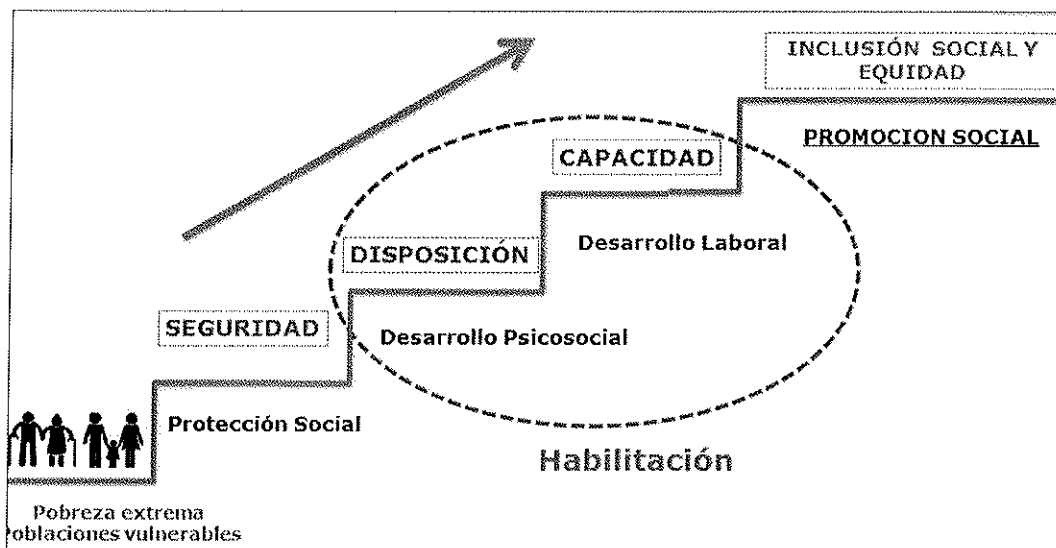 INCLUSIÓN SOCIAL Y
EQUIDAD
PROMOCION SOCIAL
CAPACIDAD
Desarrollo Laboral
DISPOSICIÓN
Desarrollo Psicosocial
SEGURIDAD
Protección Social
Habilitación
Pobreza extrema
oblaciones vulnerables